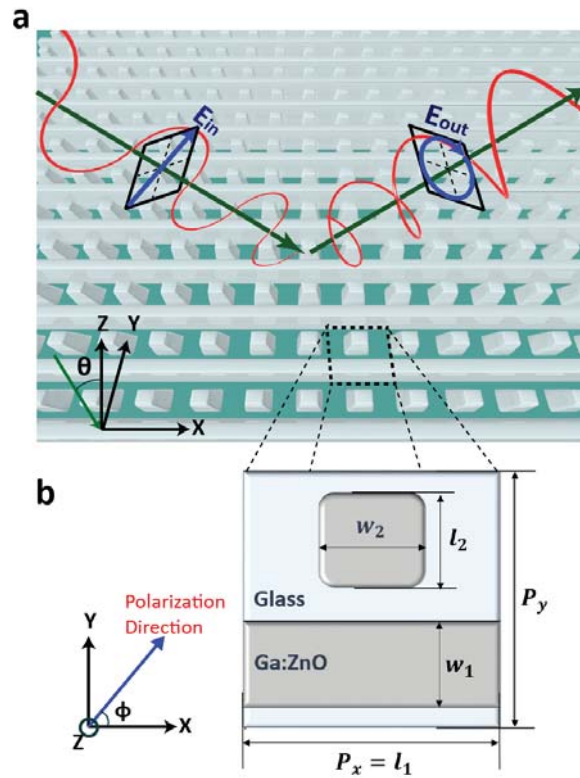 a
E_in
E_out
Z
Y
θ
X
b
w_2
l_2
Glass
P_y
Polarization
Direction
Y
Ga:ZnO
w_1
ϕ
Z
X
P_x = l_1